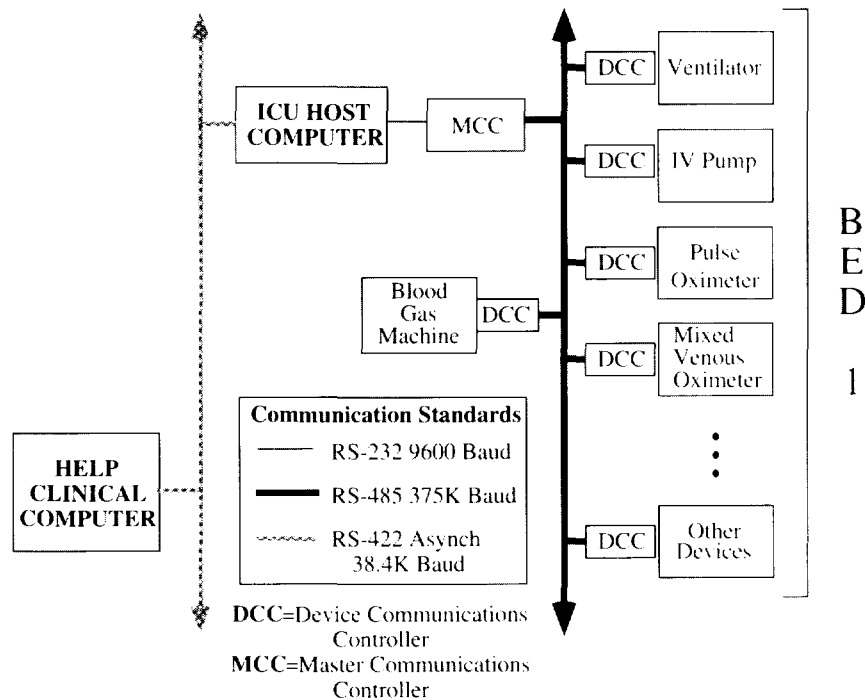 DCC
Ventilator
ICU HOST
COMPUTER
MCC
DCC
IV Pump
DCC
Pulse
Oximeter
Blood
Gas
Machine
DCC
DCC
Mixed
Venous
Oximeter
BED 1
Communication Standards
RS-232 9600 Baud
RS-485 375K Baud
RS-422 Asynch
38.4K Baud
HELP
CLINICAL
COMPUTER
DCC
Other
Devices
DCC=Device Communications
Controller
MCC=Master Communications
Controller